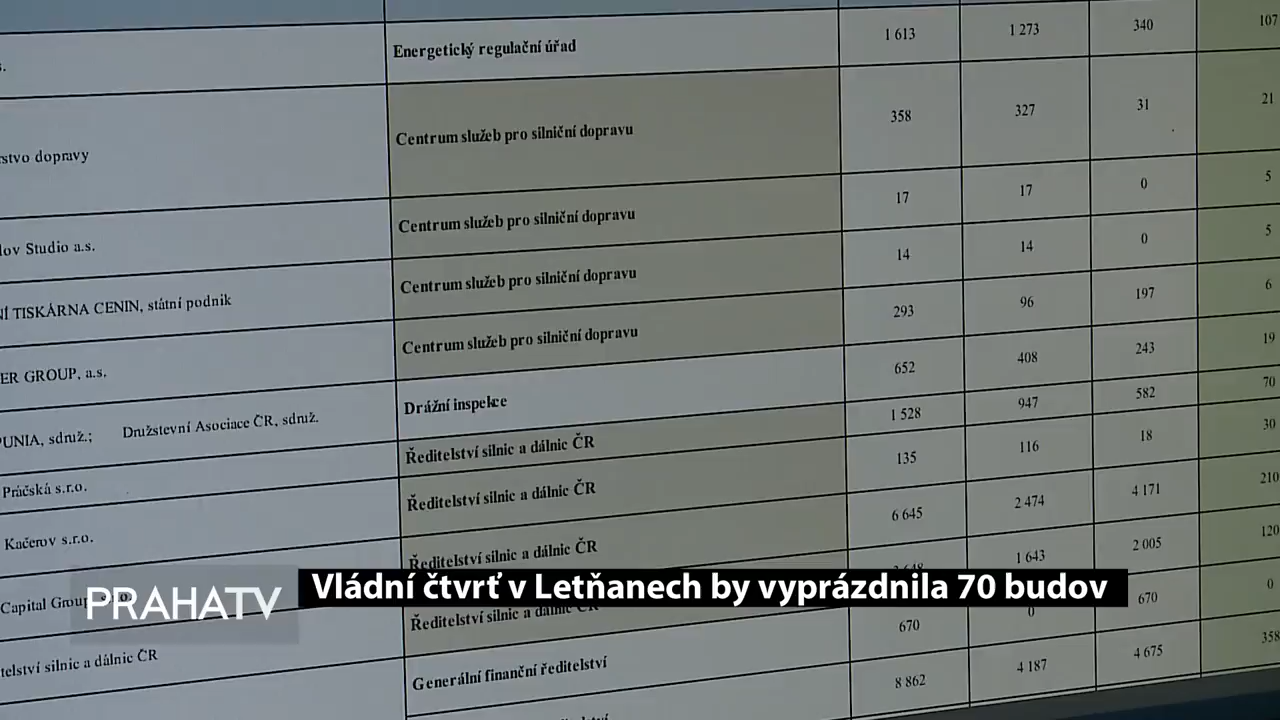 Energetický regulační úřad 1 613 1 273 340 107
rstvo dopravy Centrum služeb pro silniční dopravu 358 327 31 21
lov Studio a.s. Centrum služeb pro silniční dopravu 17 17 0 5
NÍ TISKÁRNA CENIN, státní podnik Centrum služeb pro silniční dopravu 14 14 0 5
ER GROUP, a.s. Centrum služeb pro silniční dopravu 293 96 197 6
PUNIA, sdruž.; Družstevní Asociace ČR, sdruž. Drážní inspekce 652 408 243 19
Práčská s.r.o. Ředitelství silnic a dálnic ČR 1 528 947 582 70
Kačerov s.r.o. Ředitelství silnic a dálnic ČR 135 116 18 30
Capital Group Ředitelství silnic a dálnic ČR 6 645 2 474 4 171 210
telství silnic a dálnic ČR Ředitelství silnic a dálnic ČR 1 643 2 005 120
670 0 670 0
Generální finanční ředitelství 8 862 4 187 4 675 358
PRAHATV
Vládní čtvrť v Letňanech by vyprázdnila 70 budov